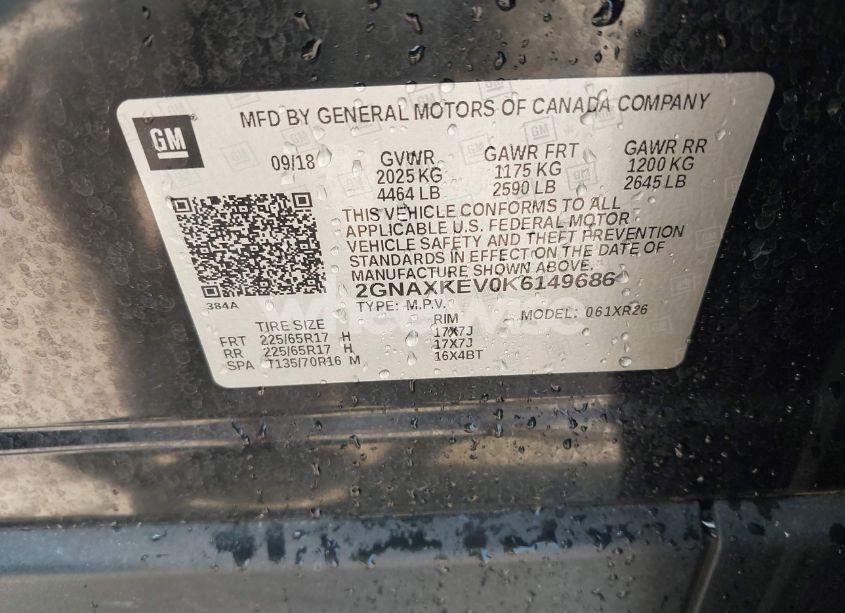 MFD BY GENERAL MOTORS OF CANADA COMPANY
GM
09/18 GVWR GAWR FRT GAWR RR
2025 KG 1175 KG 1200 KG
4464 LB 2590 LB 2645 LB
THIS VEHICLE CONFORMS TO ALL
APPLICABLE U.S. FEDERAL MOTOR
VEHICLE SAFETY AND THEFT PREVENTION
STANDARDS IN EFFECT ON THE DATE OF
MANUFACTURE SHOWN ABOVE.
384A 2GNAXKEV0K6149686
TYPE: M.P.V. MODEL: 061XR26
TIRE SIZE RIM
FRT 225/65R17 H 17X7J
RR 225/65R17 H 17X7J
SPA T135/70R16 M 16X4BT